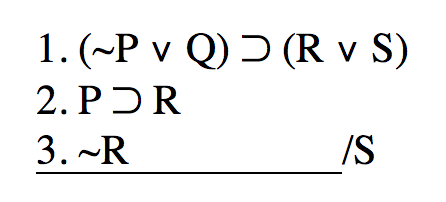 1. (~P v Q) ⊃ (R v S)
2. P ⊃ R
3. ~R /S